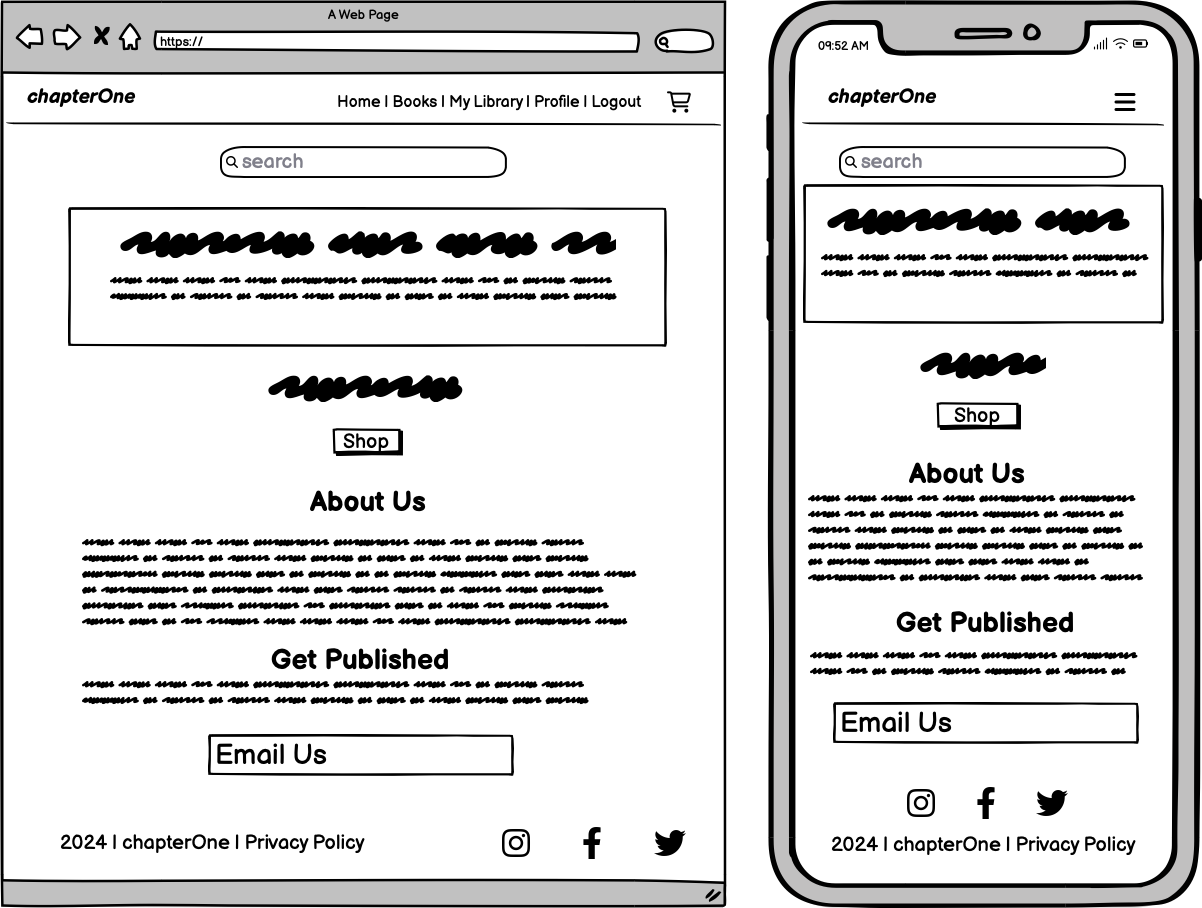 A Web Page
https://
chapterOne
Home | Books | My Library | Profile | Logout
search
Shop
About Us
Get Published
Email Us
2024 | chapterOne | Privacy Policy
09:52 AM
chapterOne
search
Shop
About Us
Get Published
Email Us
2024 | chapterOne | Privacy Policy